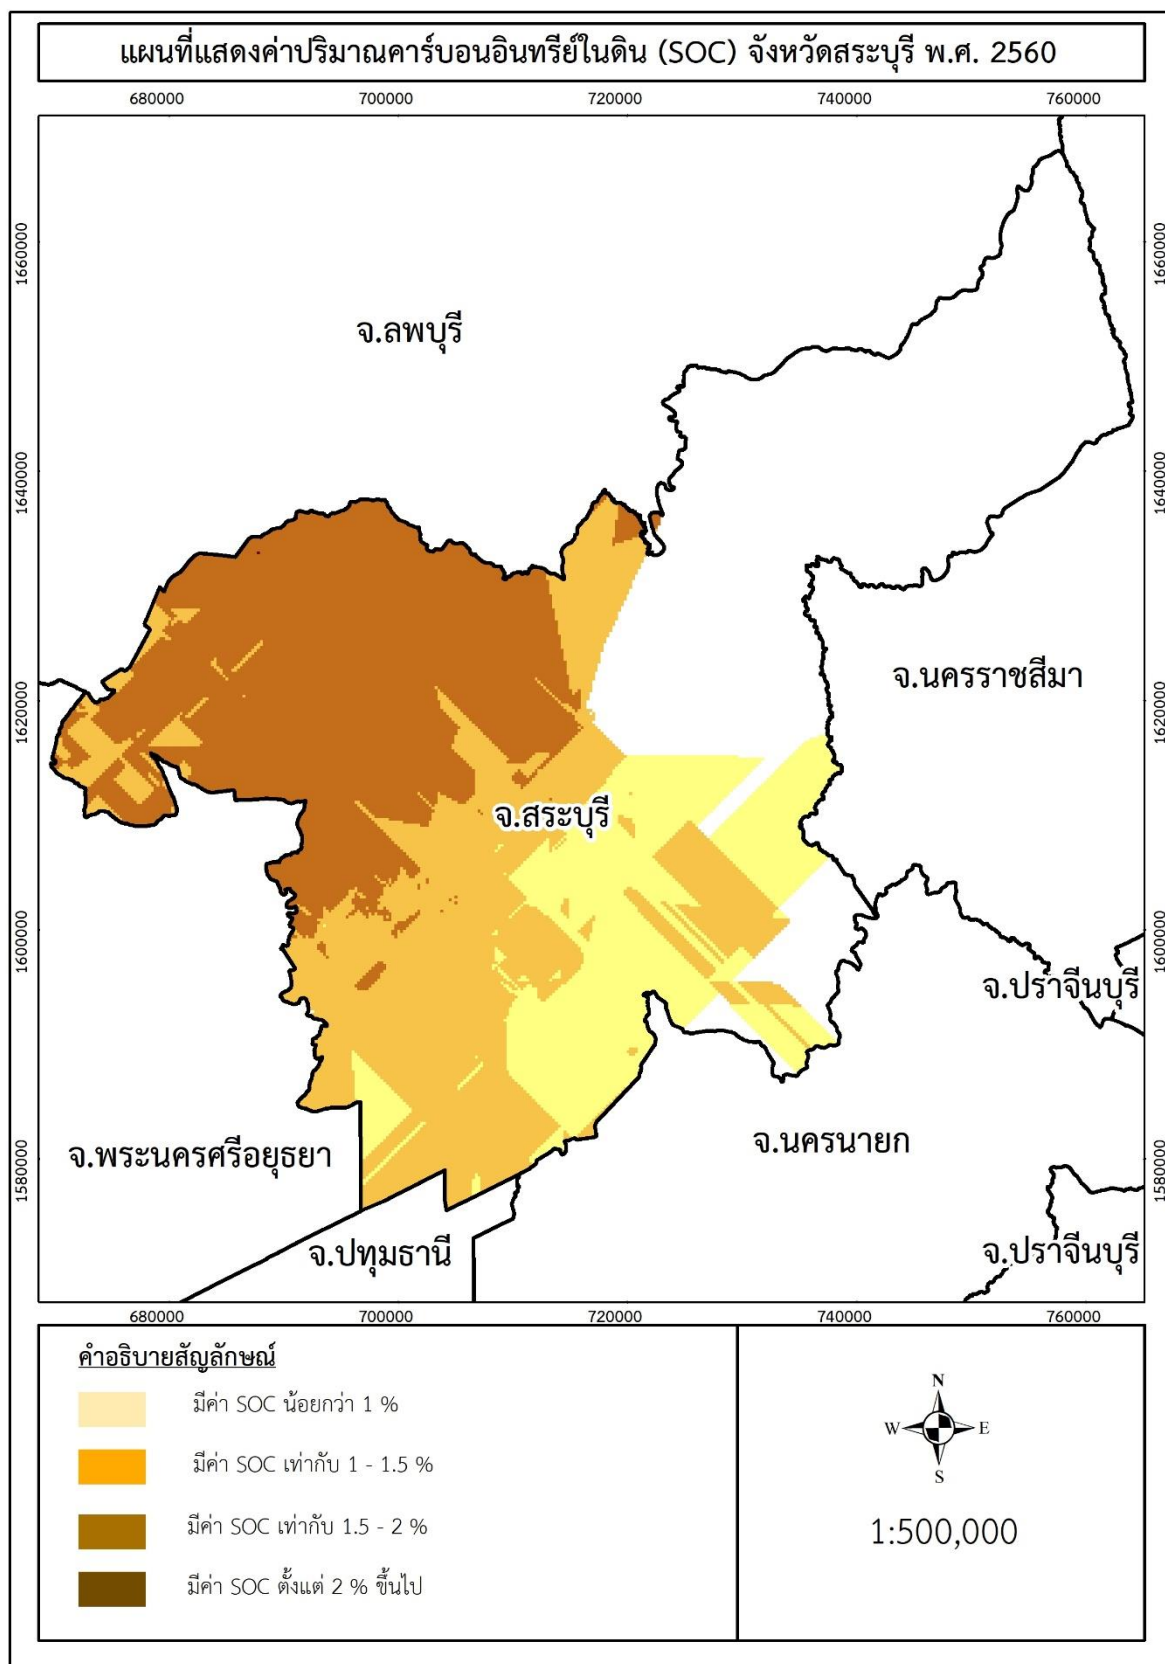 แผนที่แสดงค่าปริมาณคาร์บอนอินทรีย์ในดิน (SOC) จังหวัดสระบุรี พ.ศ. 2560
680000 700000 720000 740000 760000
1660000 1660000
จ.ลพบุรี
1640000 1640000
จ.นครราชสีมา
1620000 1620000
จ.สระบุรี
1600000 1600000
จ.ปราจีนบุรี
จ.พระนครศรีอยุธยา
จ.นครนายก
1580000 1580000
จ.ปทุมธานี
จ.ปราจีนบุรี
680000 700000 720000 740000 760000
คำอธิบายสัญลักษณ์
มีค่า SOC น้อยกว่า 1 %
มีค่า SOC เท่ากับ 1 - 1.5 %
มีค่า SOC เท่ากับ 1.5 - 2 %
มีค่า SOC ตั้งแต่ 2 % ขึ้นไป
N
W E
S
1:500,000